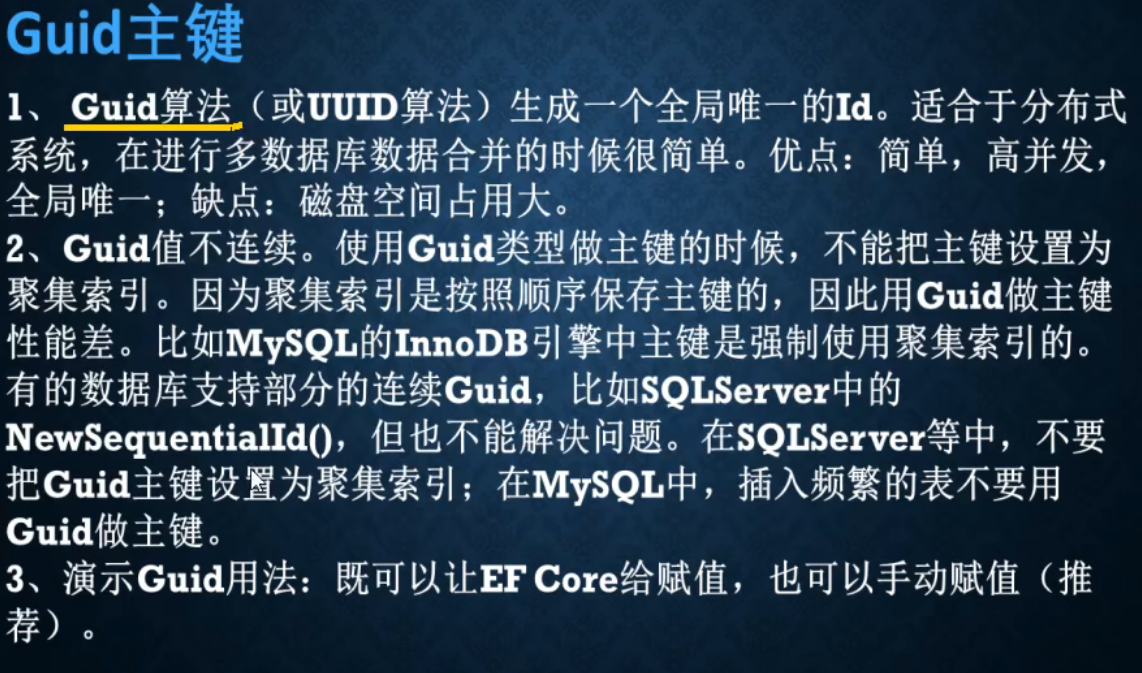 Guid主键
1、 Guid算法（或UUID算法）生成一个全局唯一的Id。适合于分布式
系统，在进行多数据库数据合并的时候很简单。优点：简单，高并发，
全局唯一；缺点：磁盘空间占用大。
2、Guid值不连续。使用Guid类型做主键的时候，不能把主键设置为
聚集索引。因为聚集索引是按照顺序保存主键的，因此用Guid做主键
性能差。比如MySQL的InnoDB引擎中主键是强制使用聚集索引的。
有的数据库支持部分的连续Guid，比如SQLServer中的
NewSequentialId()，但也不能解决问题。在SQLServer等中，不要
把Guid主键设置为聚集索引；在MySQL中，插入频繁的表不要用
Guid做主键。
3、演示Guid用法：既可以让EF Core给赋值，也可以手动赋值（推
荐）。